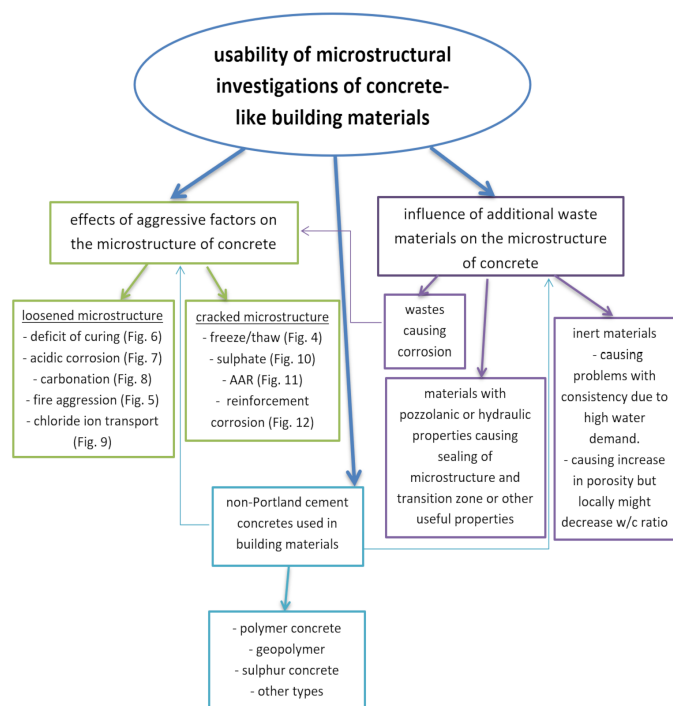 usability of microstructural
investigations of concrete-
like building materials
effects of aggressive factors on
the microstructure of concrete
influence of additional waste
materials on the microstructure
of concrete
loosened microstructure
- deficit of curing (Fig. 6)
- acidic corrosion (Fig. 7)
- carbonation (Fig. 8)
- fire aggression (Fig. 5)
- chloride ion transport
(Fig. 9)
cracked microstructure
- freeze/thaw (Fig. 4)
- sulphate (Fig. 10)
- AAR (Fig. 11)
- reinforcement
corrosion (Fig. 12)
wastes
causing
corrosion
materials with
pozzolanic or hydraulic
properties causing
sealing of
microstructure and
transition zone or other
useful properties
inert materials
- causing
problems with
consistency due to
high water
demand.
- causing increase
in porosity but
locally might
decrease w/c ratio
non-Portland cement
concretes used in
building materials
- polymer concrete
- geopolymer
- sulphur concrete
- other types